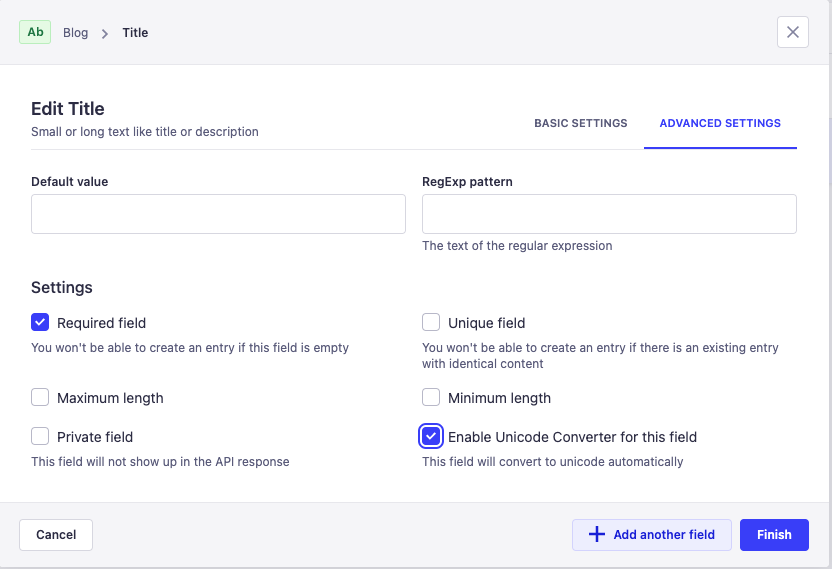 Ab Blog Title
Edit Title
Small or long text like title or description
BASIC SETTINGS ADVANCED SETTINGS
Default value RegExp pattern
The text of the regular expression
Settings
Required field Unique field
You won't be able to create an entry if this field is empty
You won't be able to create an entry if there is an existing entry
with identical content
Maximum length Minimum length
Private field Enable Unicode Converter for this field
This field will not show up in the API response This field will convert to unicode automatically
Cancel Add another field Finish